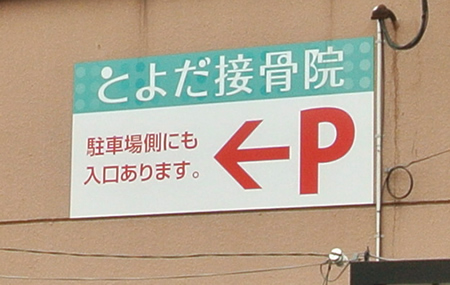 とよだ接骨院
駐車場側にも
入口あります。
←P